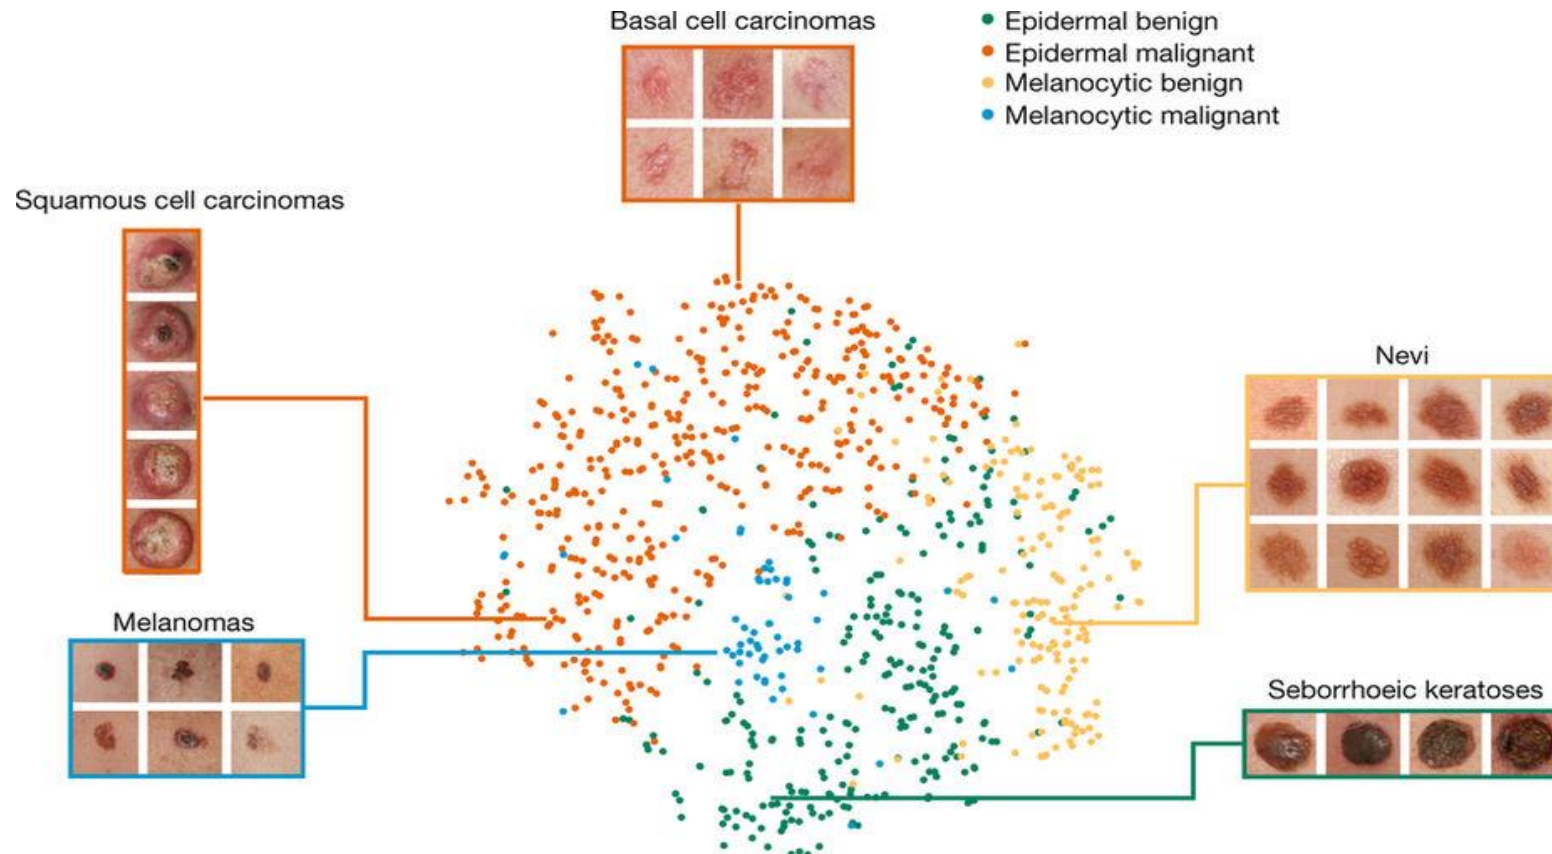 Basal cell carcinomas
Epidermal benign
Epidermal malignant
Melanocytic benign
Melanocytic malignant
Squamous cell carcinomas
Nevi
Melanomas
Seborrhoeic keratoses